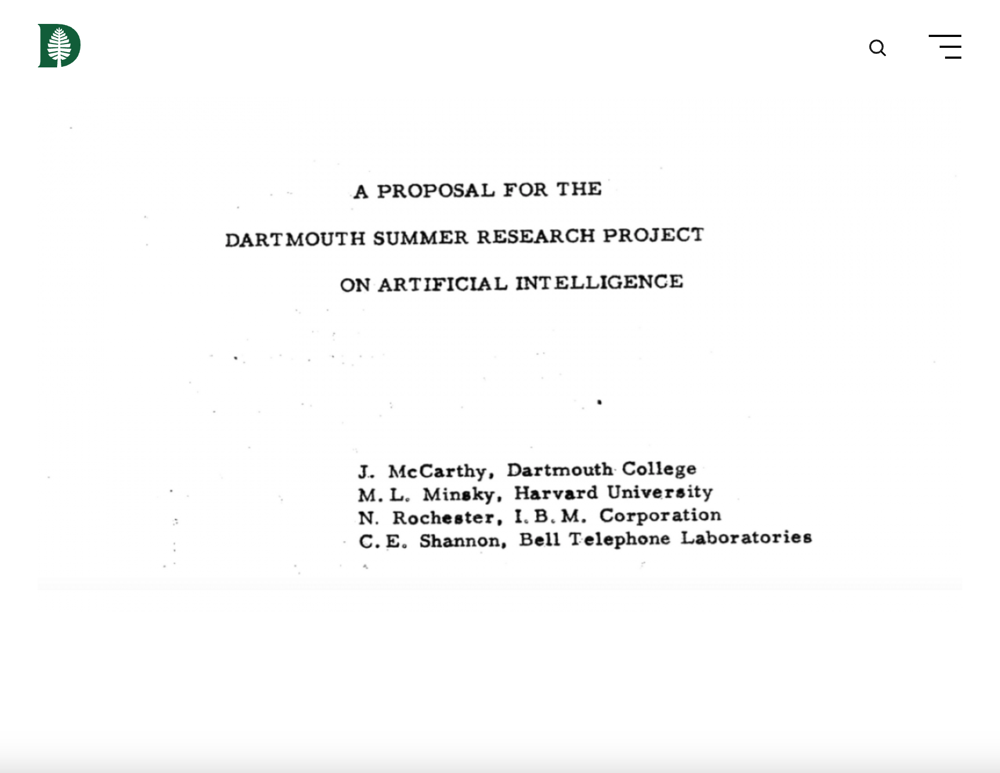 D
A PROPOSAL FOR THE
DARTMOUTH SUMMER RESEARCH PROJECT
ON ARTIFICIAL INTELLIGENCE
J. McCarthy, Dartmouth College
M. L. Minsky, Harvard University
N. Rochester, I. B. M. Corporation
C. E. Shannon, Bell Telephone Laboratories